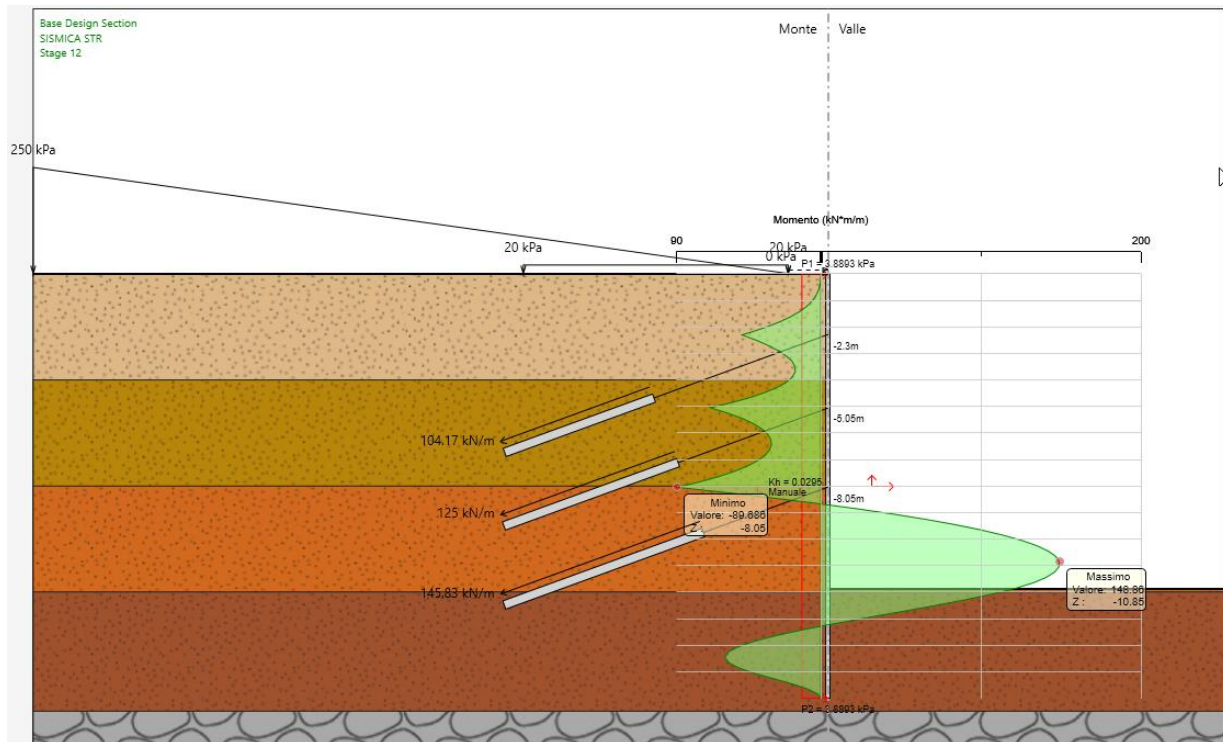 Base Design Section
SISMICA STR
Stage 12
Monte
Valle
250 kPa
Momento (kN*m/m)
90
200
20 kPa
20 kPa
0 kPa
P1 = 3.8893 kPa
-2.3m
-5.05m
104.17 kN/m
Kh = 0.0295
Manuale
-8.05m
Minimo
Valore: -89.686
Z : -8.05
125 kN/m
Massimo
Valore: 148.86
Z : -10.85
145.83 kN/m
P2 = 3.8893 kPa